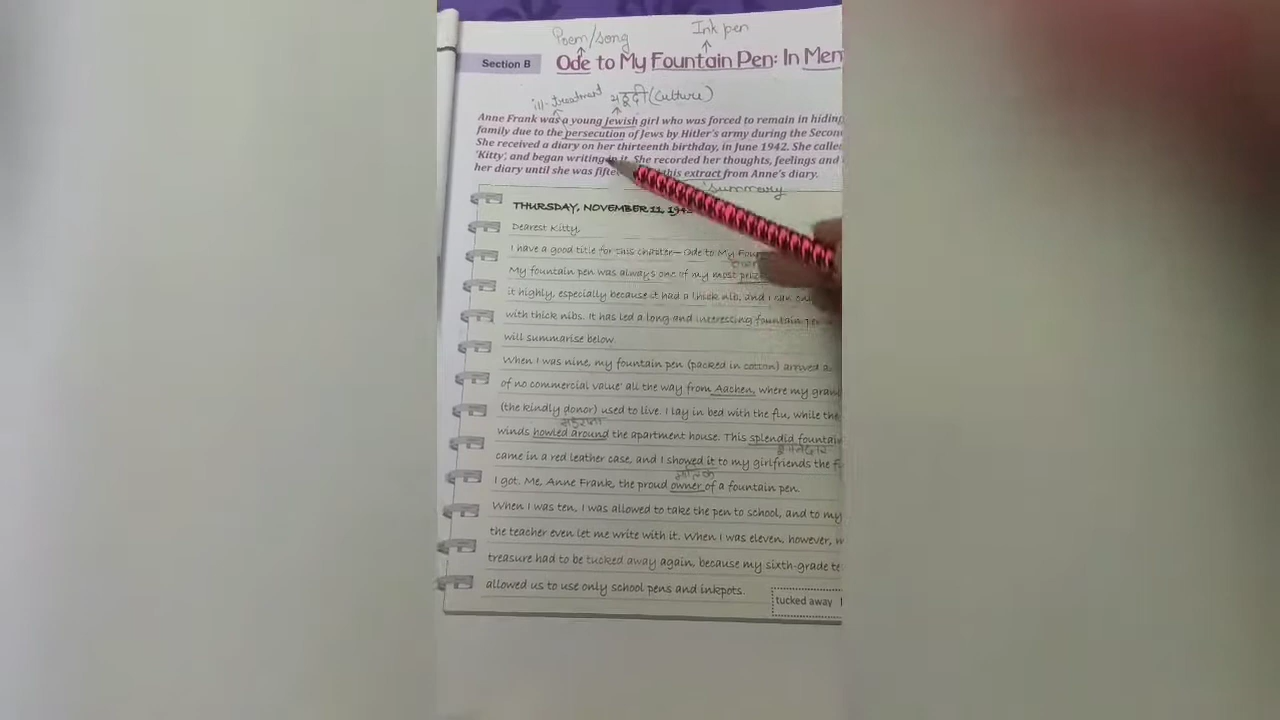 Poem/song
Ink pen
Section B
Ode to My Fountain Pen: In Mem
ill-treatment
यहूदी (Culture)
Anne Frank was a young Jewish girl who was forced to remain in hiding
family due to the persecution of Jews by Hitler's army during the Secon
She received a diary on her thirteenth birthday, in June 1942. She calle
'Kitty', and began writing in it. She recorded her thoughts, feelings and
her diary until she was this extract from Anne's diary.
summary
THURSDAY, NOVEMBER 11,
Dearest Kitty,
I have a good title for this chapter— Ode to My Foun
My fountain pen was always one of my most
it highly, especially because it had a thick nib, and I can
with thick nibs. It has led a long and interesting fountain
will summarise below.
When I was nine, my fountain pen (packed in cotton) arrived
of no commercial value' all the way from Aachen, where my gran
(the kindly donor) used to live. I lay in bed with the flu, while the
winds howled around the apartment house. This splendid fountain
शानदार
came in a red leather case, and I showed it to my girlfriends the
मालिक
I got. Me, Anne Frank, the proud owner of a fountain pen.
When I was ten, I was allowed to take the pen to school, and to my
the teacher even let me write with it. When I was eleven, however,
treasure had to be tucked away again, because my sixth-grade te
allowed us to use only school pens and inkpots.
tucked away